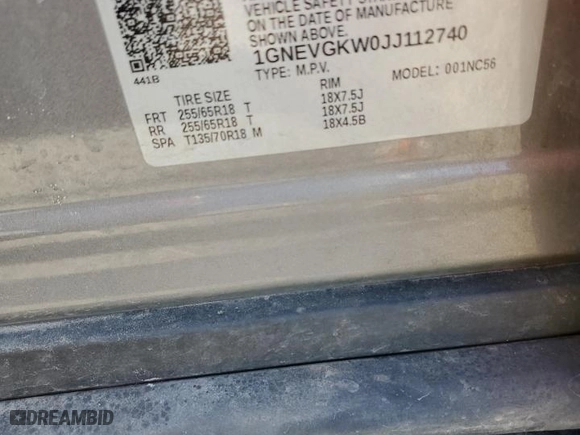 VEHICLE SAFETY
ON THE DATE OF MANUFACTURE
SHOWN ABOVE.
1GNEVGKW0JJ112740
TYPE: M.P.V. MODEL: 001NC56
441B
TIRE SIZE RIM
FRT 255/65R18 T 18X7.5J
RR 255/65R18 T 18X7.5J
SPA T135/70R18 M 18X4.5B
DREAMBID